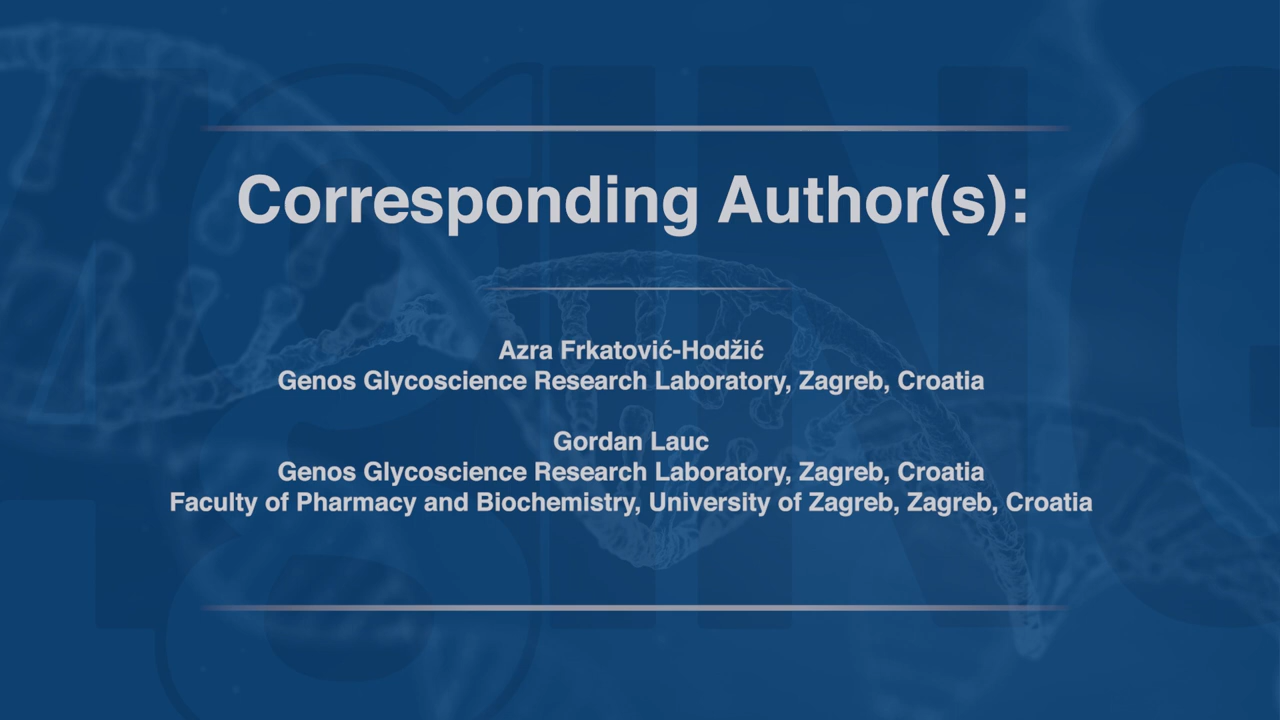 Corresponding Author(s):
Azra Frkatović-Hodžić
Genos Glycoscience Research Laboratory, Zagreb, Croatia
Gordan Lauc
Genos Glycoscience Research Laboratory, Zagreb, Croatia
Faculty of Pharmacy and Biochemistry, University of Zagreb, Zagreb, Croatia